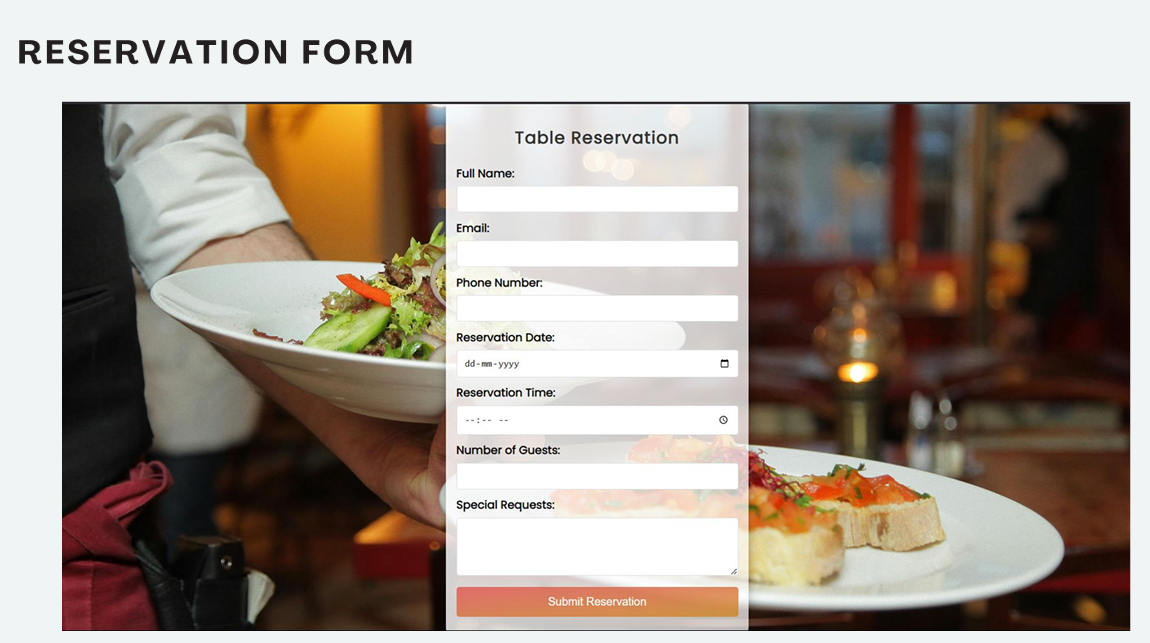 RESERVATION FORM
Table Reservation
Full Name:
Email:
Phone Number:
Reservation Date:
dd-mm-yyyy
Reservation Time:
--:-- --
Number of Guests:
Special Requests:
Submit Reservation